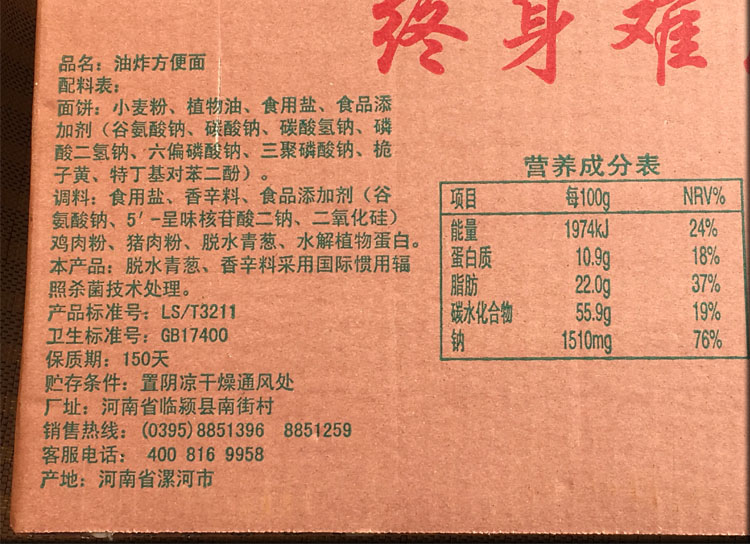 终身难
品名：油炸方便面
配料表：
面饼：小麦粉、植物油、食用盐、食品添
加剂（谷氨酸钠、碳酸钠、碳酸氢钠、磷
酸二氢钠、六偏磷酸钠、三聚磷酸钠、栀
子黄、特丁基对苯二酚）。
调料：食用盐、香辛料、食品添加剂（谷
氨酸钠、5′-呈味核苷酸二钠、二氧化硅）
鸡肉粉、猪肉粉、脱水青葱、水解植物蛋白。
本产品：脱水青葱、香辛料采用国际惯用辐
照杀菌技术处理。
产品标准号：LS/T3211
卫生标准号：GB17400
保质期：150天
贮存条件：置阴凉干燥通风处
厂址：河南省临颍县南街村
销售热线：(0395)8851396 8851259
客服电话： 400 816 9958
产地：河南省漯河市
营养成分表
项目 每100g NRV%
能量 1974kJ 24%
蛋白质 10.9g 18%
脂肪 22.0g 37%
碳水化合物 55.9g 19%
钠 1510mg 76%